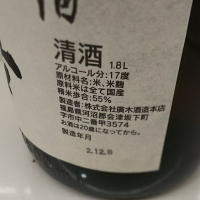 酒
清酒 1.8L
アルコール分:17度
原材料名:米、米麹
原料米は全て国産
精米歩合:55%
製造者:株式会社廣木酒造本店
福島県河沼郡会津坂下町
字市中二番甲3574
お酒は20歳になってから。
製造年月
2.12.